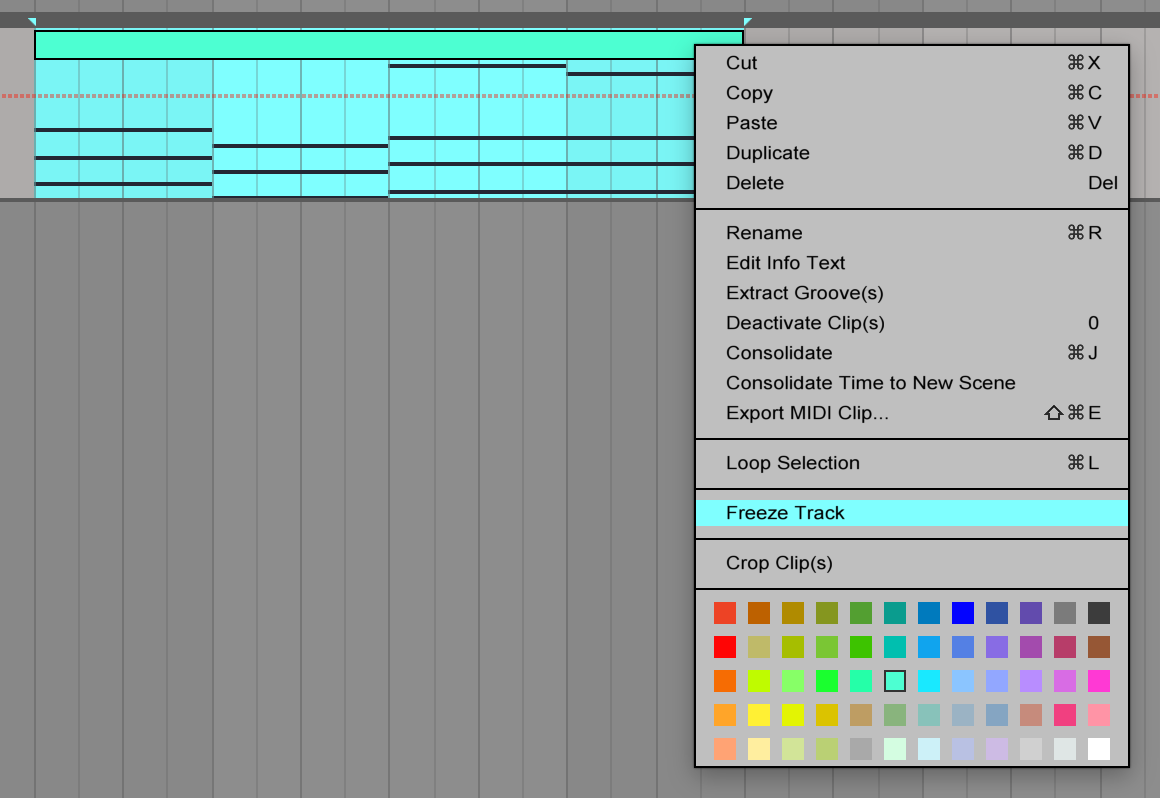 Cut ⌘X
Copy ⌘C
Paste ⌘V
Duplicate ⌘D
Delete Del
Rename ⌘R
Edit Info Text
Extract Groove(s)
Deactivate Clip(s) 0
Consolidate ⌘J
Consolidate Time to New Scene
Export MIDI Clip... ⇧⌘E
Loop Selection ⌘L
Freeze Track
Crop Clip(s)